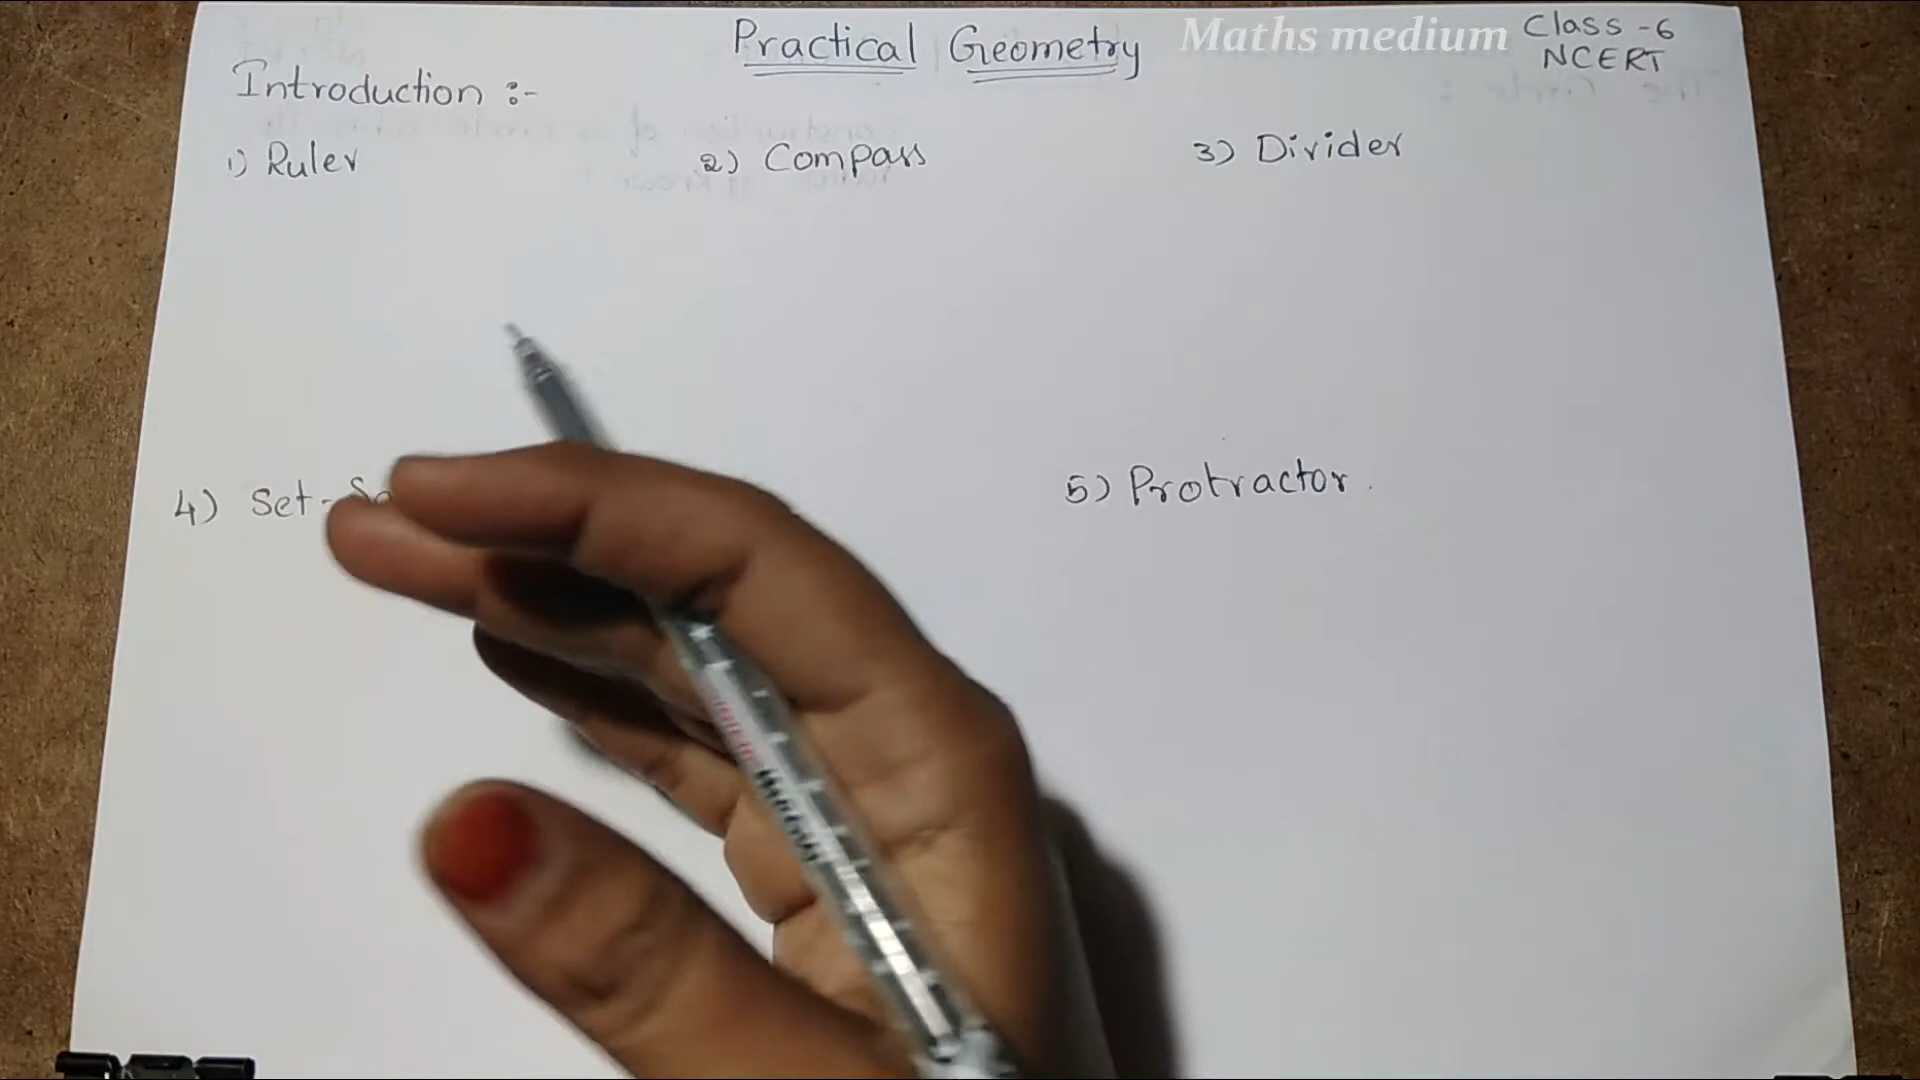 Practical Geometry
Maths medium
Class - 6
NCERT
Introduction :-
1) Ruler
2) Compass
3) Divider
4) Set-
5) Protractor.